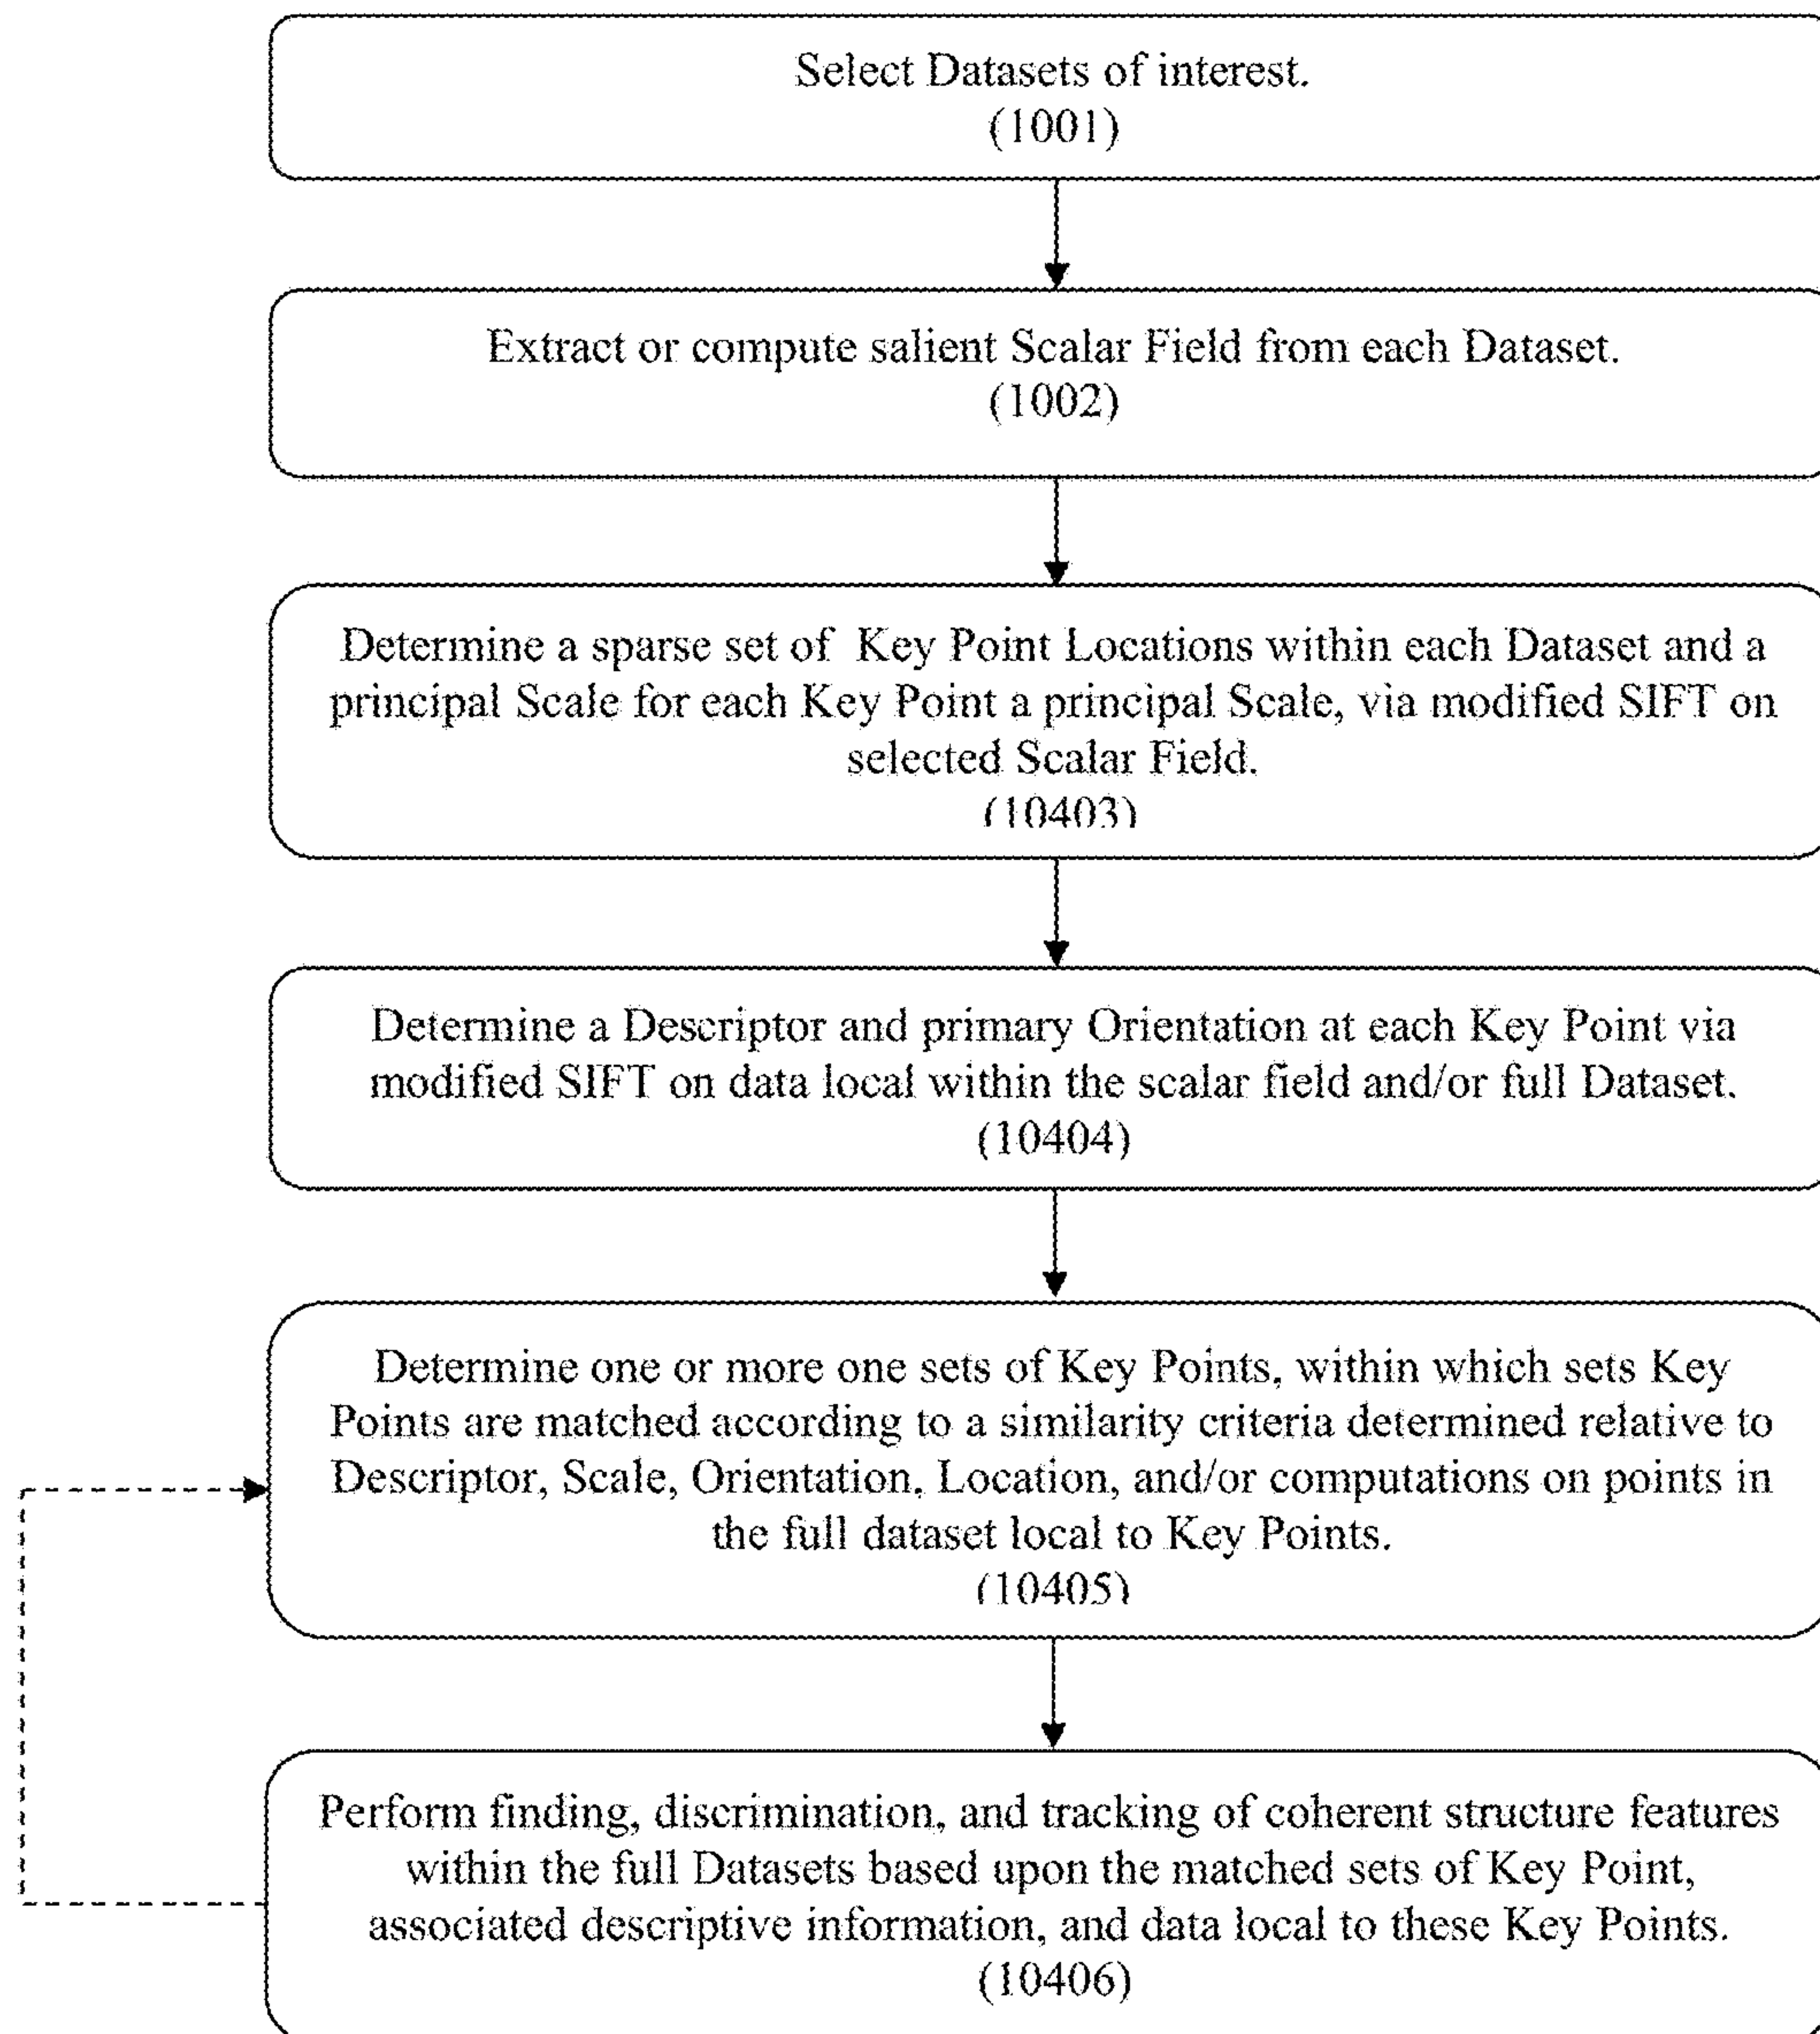 Select Datasets of interest.
(1001)
Extract or compute salient Scalar Field from each Dataset.
(1002)
Determine a sparse set of Key Point Locations within each Dataset and a
principal Scale for each Key Point a principal Scale, via modified SIFT on
selected Scalar Field.
(10403)
Determine a Descriptor and primary Orientation at each Key Point via
modified SIFT on data local within the scalar field and/or full Dataset.
(10404)
Determine one or more one sets of Key Points, within which sets Key
Points are matched according to a similarity criteria determined relative to
Descriptor, Scale, Orientation, Location, and/or computations on points in
the full dataset local to Key Points.
(10405)
Perform finding, discrimination, and tracking of coherent structure features
within the full Datasets based upon the matched sets of Key Point,
associated descriptive information, and data local to these Key Points.
(10406)